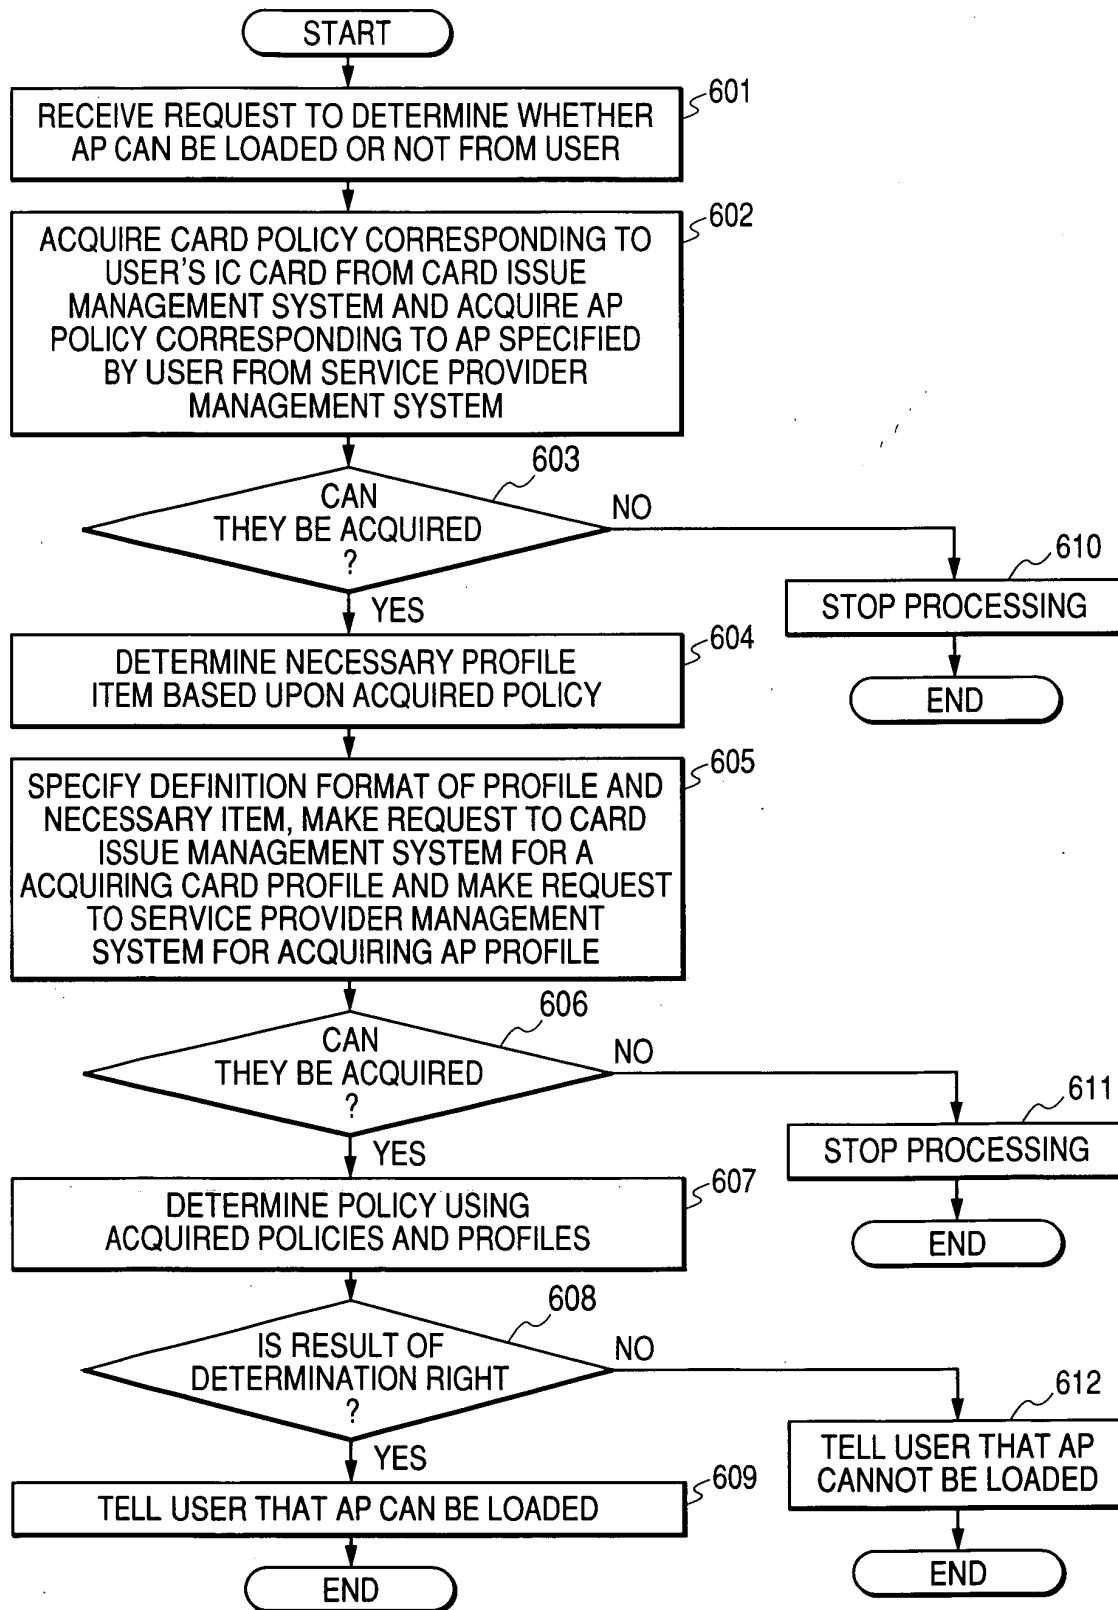 START
601
RECEIVE REQUEST TO DETERMINE WHETHER
AP CAN BE LOADED OR NOT FROM USER
602
ACQUIRE CARD POLICY CORRESPONDING TO
USER'S IC CARD FROM CARD ISSUE
MANAGEMENT SYSTEM AND ACQUIRE AP
POLICY CORRESPONDING TO AP SPECIFIED
BY USER FROM SERVICE PROVIDER
MANAGEMENT SYSTEM
603
CAN
THEY BE ACQUIRED
?
NO
YES
610
STOP PROCESSING
END
604
DETERMINE NECESSARY PROFILE
ITEM BASED UPON ACQUIRED POLICY
605
SPECIFY DEFINITION FORMAT OF PROFILE AND
NECESSARY ITEM, MAKE REQUEST TO CARD
ISSUE MANAGEMENT SYSTEM FOR A
ACQUIRING CARD PROFILE AND MAKE REQUEST
TO SERVICE PROVIDER MANAGEMENT
SYSTEM FOR ACQUIRING AP PROFILE
606
CAN
THEY BE ACQUIRED
?
NO
YES
611
STOP PROCESSING
END
607
DETERMINE POLICY USING
ACQUIRED POLICIES AND PROFILES
608
IS RESULT OF
DETERMINATION RIGHT
?
NO
YES
612
TELL USER THAT AP
CANNOT BE LOADED
END
609
TELL USER THAT AP CAN BE LOADED
END